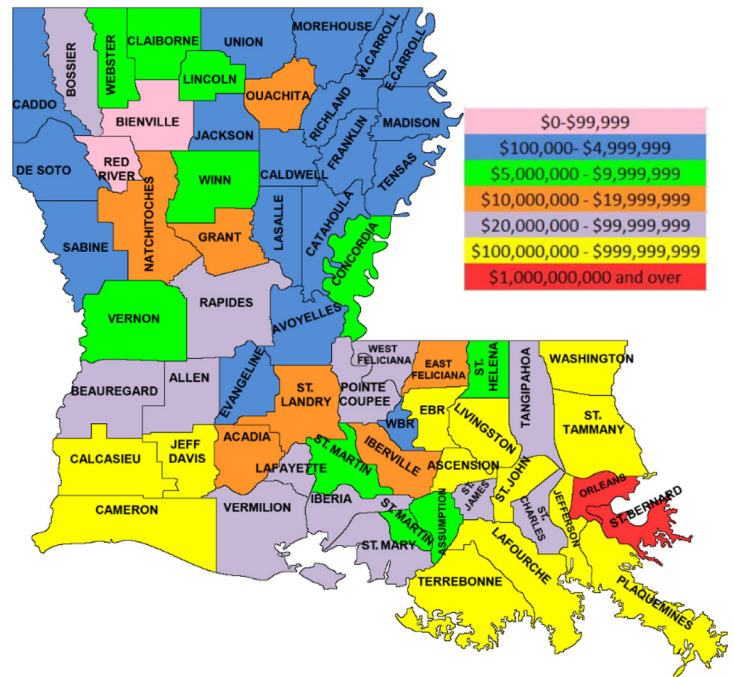 MOREHOUSE
W.CARROLL
E.CARROLL
UNION
CLAIBORNE
WEBSTER
BOSSIER
LINCOLN
OUACHITA
CADDO
BIENVILLE
JACKSON
RICHLAND
FRANKLIN
MADISON
$0-$99,999
$100,000- $4,999,999
$5,000,000 - $9,999,999
$10,000,000 - $19,999,999
$20,000,000 - $99,999,999
$100,000,000 - $999,999,999
$1,000,000,000 and over
DE SOTO
RED
RIVER
WINN
CALDWELL
TENSAS
NATCHITOCHES
SABINE
GRANT
LASALLE
CATAHOULA
CONCORDIA
RAPIDES
VERNON
AVOYELLES
WEST
FELICIANA
EAST
FELICIANA
ST.
HELENA
TANGIPAHOA
WASHINGTON
BEAUREGARD
ALLEN
EVANGELINE
ST.
LANDRY
POINTE
COUPEE
EBR
WBR
LIVINGSTON
ST.
TAMMANY
CALCASIEU
JEFF
DAVIS
ACADIA
LAFAYETTE
ST. MARTIN
IBERVILLE
ASCENSION
ST.JOHN
ST.
JAMES
ST.
CHARLES
JEFFERSON
ORLEANS
ST.BERNARD
CAMERON
VERMILION
IBERIA
ST.MARTIN
ASSUMPTION
ST.MARY
LAFOURCHE
TERREBONNE
PLAQUEMINES